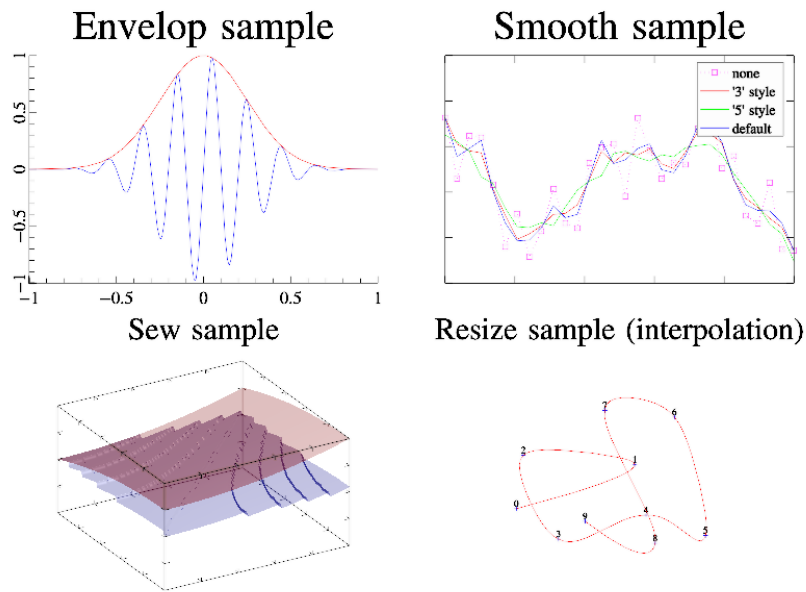 Envelop sample
Smooth sample
1
0.5
0
−0.5
−1
−1
−0.5
0
0.5
1
none
'3' style
'5' style
default
Sew sample
Resize sample (interpolation)
7
6
2
1
0
9
4
3
8
5